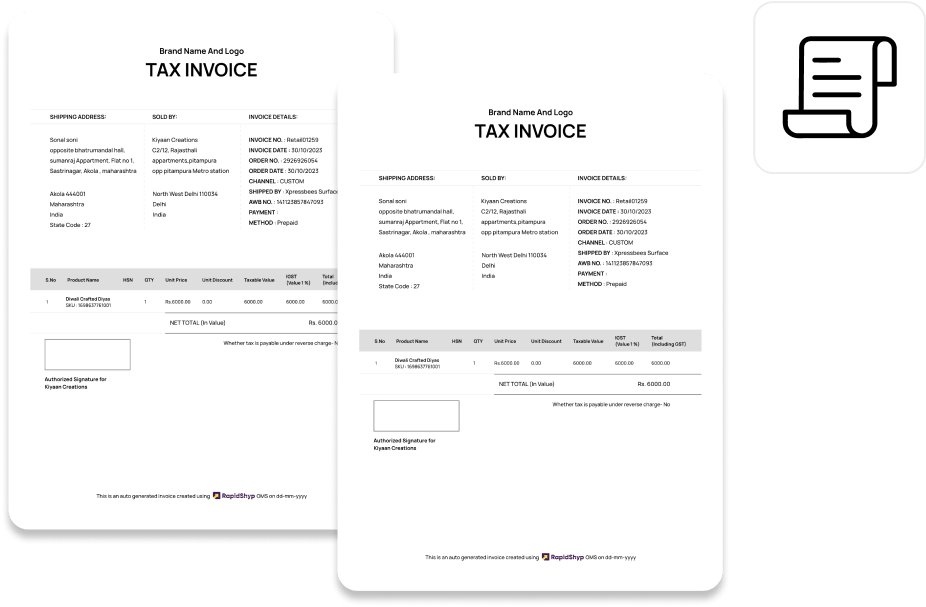 Brand Name And Logo
TAX INVOICE
SHIPPING ADDRESS:
Sonal soni
opposite bhatrumandal hall,
sumanraj Appartment, Flat no 1,
Sastrinagar, Akola , maharashtra
Akola 444001
Maharashtra
India
State Code : 27
SOLD BY:
Kiyaan Creations
C2/12, Rajasthali
appartments,pitampura
opp pitampura Metro station
North West Delhi 110034
Delhi
India
INVOICE DETAILS:
INVOICE NO. : Retail01259
INVOICE DATE : 30/10/2023
ORDER NO. : 2926926054
ORDER DATE : 30/10/2023
CHANNEL : CUSTOM
SHIPPED BY : Xpressbees Surface
AWB NO. : 141123857847093
PAYMENT :
METHOD : Prepaid
S.No Product Name HSN QTY Unit Price Unit Discount Taxable Value IGST (Value 1 %) Total (Includ
1 Diwali Crafted Diyas 1 Rs.6000.00 0.00 6000.00 6000.00 6000.0
SKU : 1698637761001
NET TOTAL (In Value) Rs. 6000.0
Whether tax is payable under reverse charge- N
Authorized Signature for
Kiyaan Creations
This is an auto generated invoice created using RapidShyp OMS on dd-mm-yyyy
Brand Name And Logo
TAX INVOICE
SHIPPING ADDRESS:
Sonal soni
opposite bhatrumandal hall,
sumanraj Appartment, Flat no 1,
Sastrinagar, Akola , maharashtra
Akola 444001
Maharashtra
India
State Code : 27
SOLD BY:
Kiyaan Creations
C2/12, Rajasthali
appartments,pitampura
opp pitampura Metro station
North West Delhi 110034
Delhi
India
INVOICE DETAILS:
INVOICE NO. : Retail01259
INVOICE DATE : 30/10/2023
ORDER NO. : 2926926054
ORDER DATE : 30/10/2023
CHANNEL : CUSTOM
SHIPPED BY : Xpressbees Surface
AWB NO. : 141123857847093
PAYMENT :
METHOD : Prepaid
S.No Product Name HSN QTY Unit Price Unit Discount Taxable Value IGST (Value 1 %) Total (Including GST)
1 Diwali Crafted Diyas 1 Rs.6000.00 0.00 6000.00 6000.00 6000.00
SKU : 1698637761001
NET TOTAL (In Value) Rs. 6000.00
Whether tax is payable under reverse charge- No
Authorized Signature for
Kiyaan Creations
This is an auto generated invoice created using RapidShyp OMS on dd-mm-yyyy